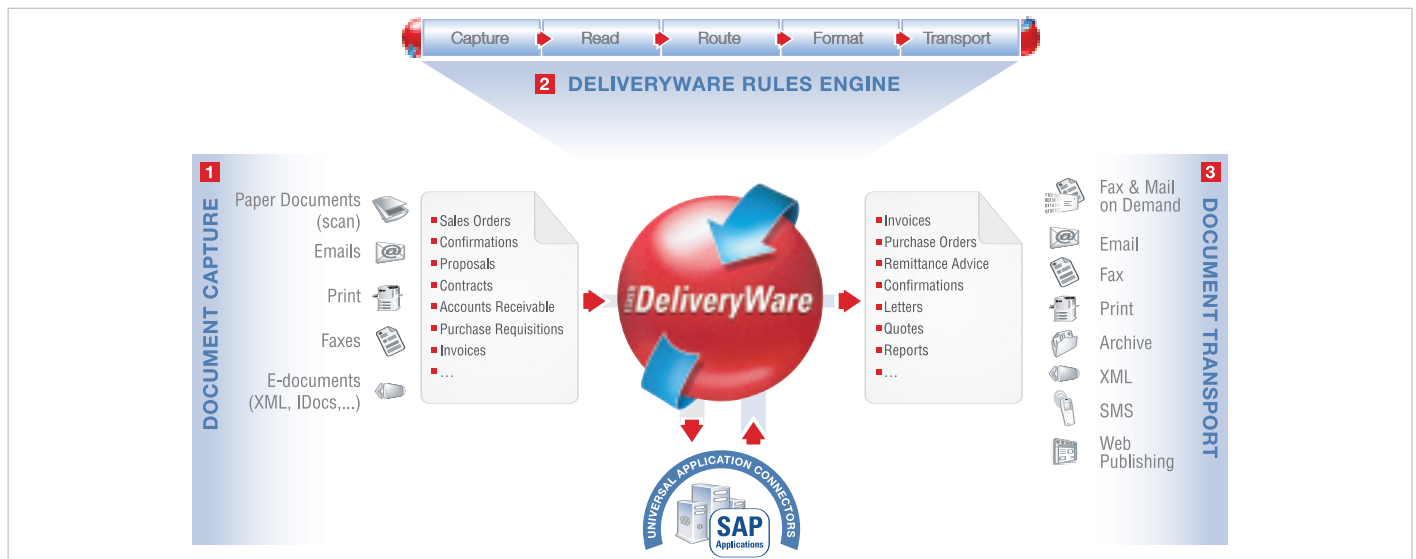 Capture
Read
Route
Format
Transport
2 DELIVERYWARE RULES ENGINE
1
DOCUMENT CAPTURE
Paper Documents
(scan)
Emails
Print
Faxes
E-documents
(XML, IDocs,...)
Sales Orders
Confirmations
Proposals
Contracts
Accounts Receivable
Purchase Requisitions
Invoices
...
DeliveryWare
Invoices
Purchase Orders
Remittance Advice
Confirmations
Letters
Quotes
Reports
...
3
DOCUMENT TRANSPORT
Fax & Mail
on Demand
Email
Fax
Print
Archive
XML
SMS
Web
Publishing
UNIVERSAL APPLICATION CONNECTORS
SAP
Applications